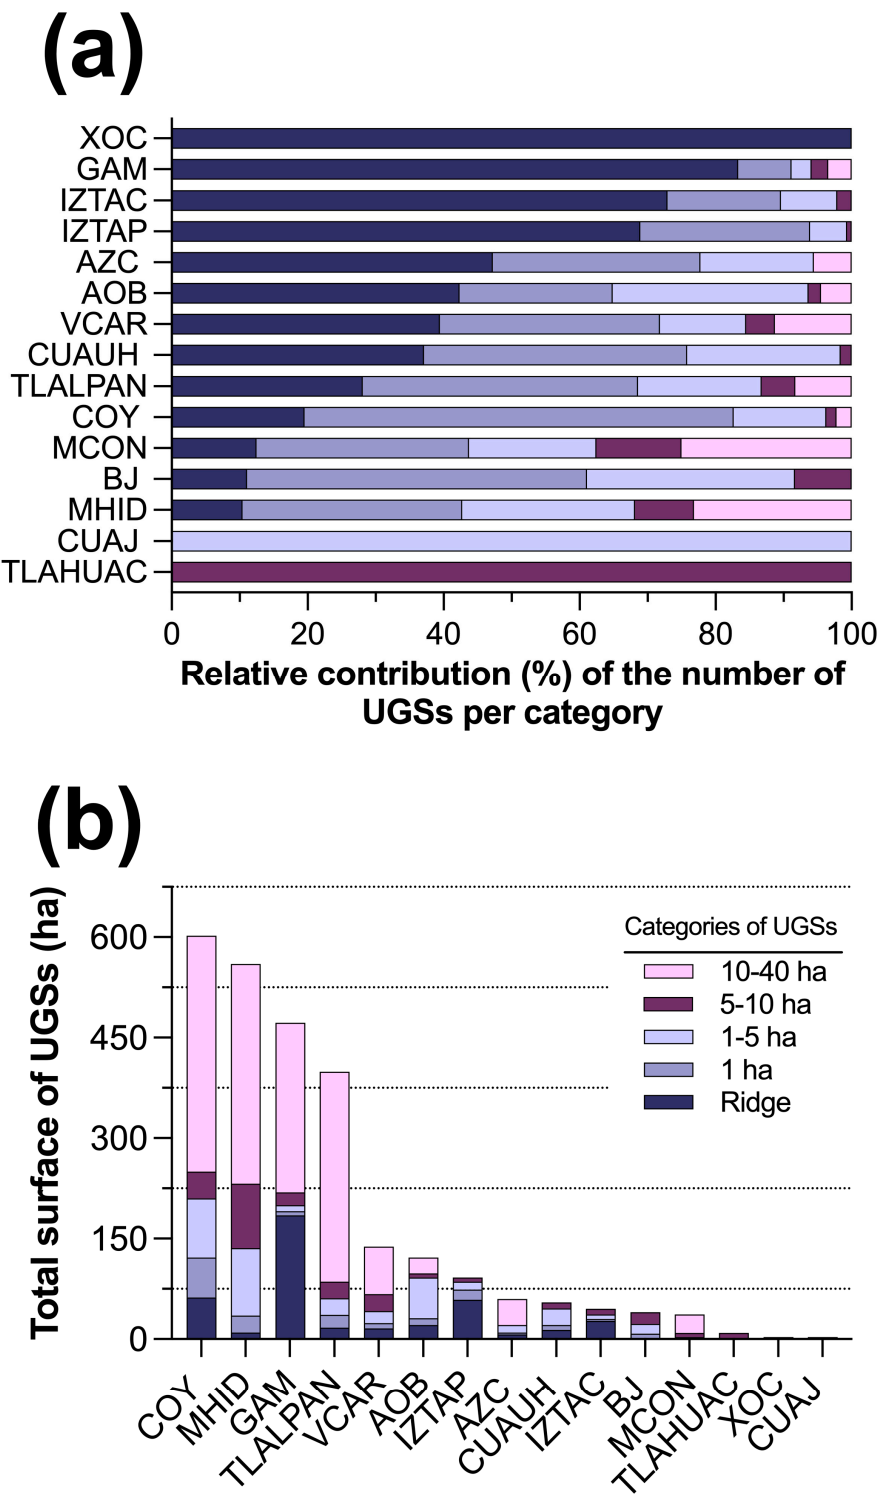 (a)
XOC
GAM
IZTAC
IZTAP
AZC
AOB
VCAR
CUAUH
TLALPAN
COY
MCON
BJ
MHID
CUAJ
TLAHUAC
0 20 40 60 80 100
Relative contribution (%) of the number of
UGSs per category
(b)
Total surface of UGSs (ha)
600
450
300
150
0
Categories of UGSs
10-40 ha
5-10 ha
1-5 ha
1 ha
Ridge
COY MHID GAM TLALPAN VCAR AOB IZTAP AZC CUAUH IZTAC BJ MCON TLAHUAC XOC CUAJ